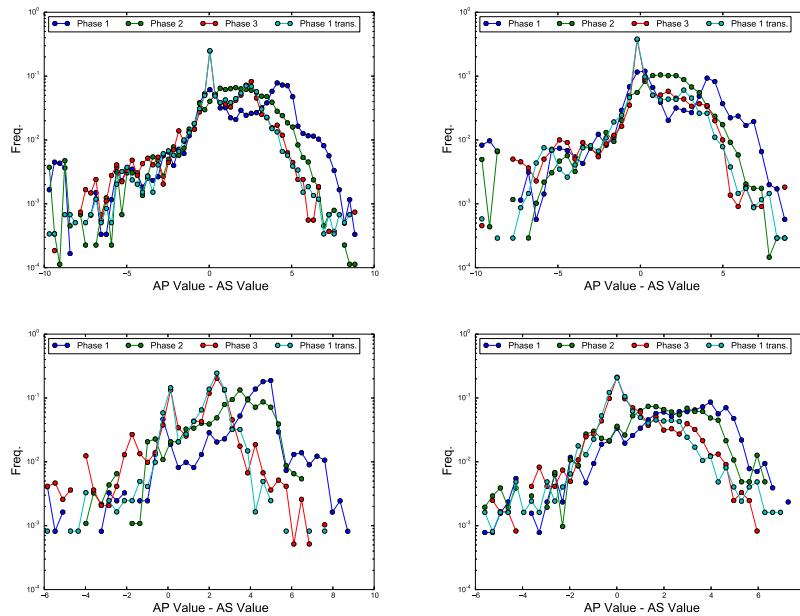 Phase 1 Phase 2 Phase 3 Phase 1 trans.
10^0
10^-1
10^-2
10^-3
10^-4
Freq.
−10 −5 0 5 10
AP Value - AS Value
Phase 1 Phase 2 Phase 3 Phase 1 trans.
10^0
10^-1
10^-2
10^-3
10^-4
Freq.
−10 −5 0 5
AP Value - AS Value
Phase 1 Phase 2 Phase 3 Phase 1 trans.
10^0
10^-1
10^-2
10^-3
10^-4
Freq.
−6 −4 −2 0 2 4 6 8 10
AP Value - AS Value
Phase 1 Phase 2 Phase 3 Phase 1 trans.
10^0
10^-1
10^-2
10^-3
10^-4
Freq.
−6 −4 −2 0 2 4 6
AP Value - AS Value